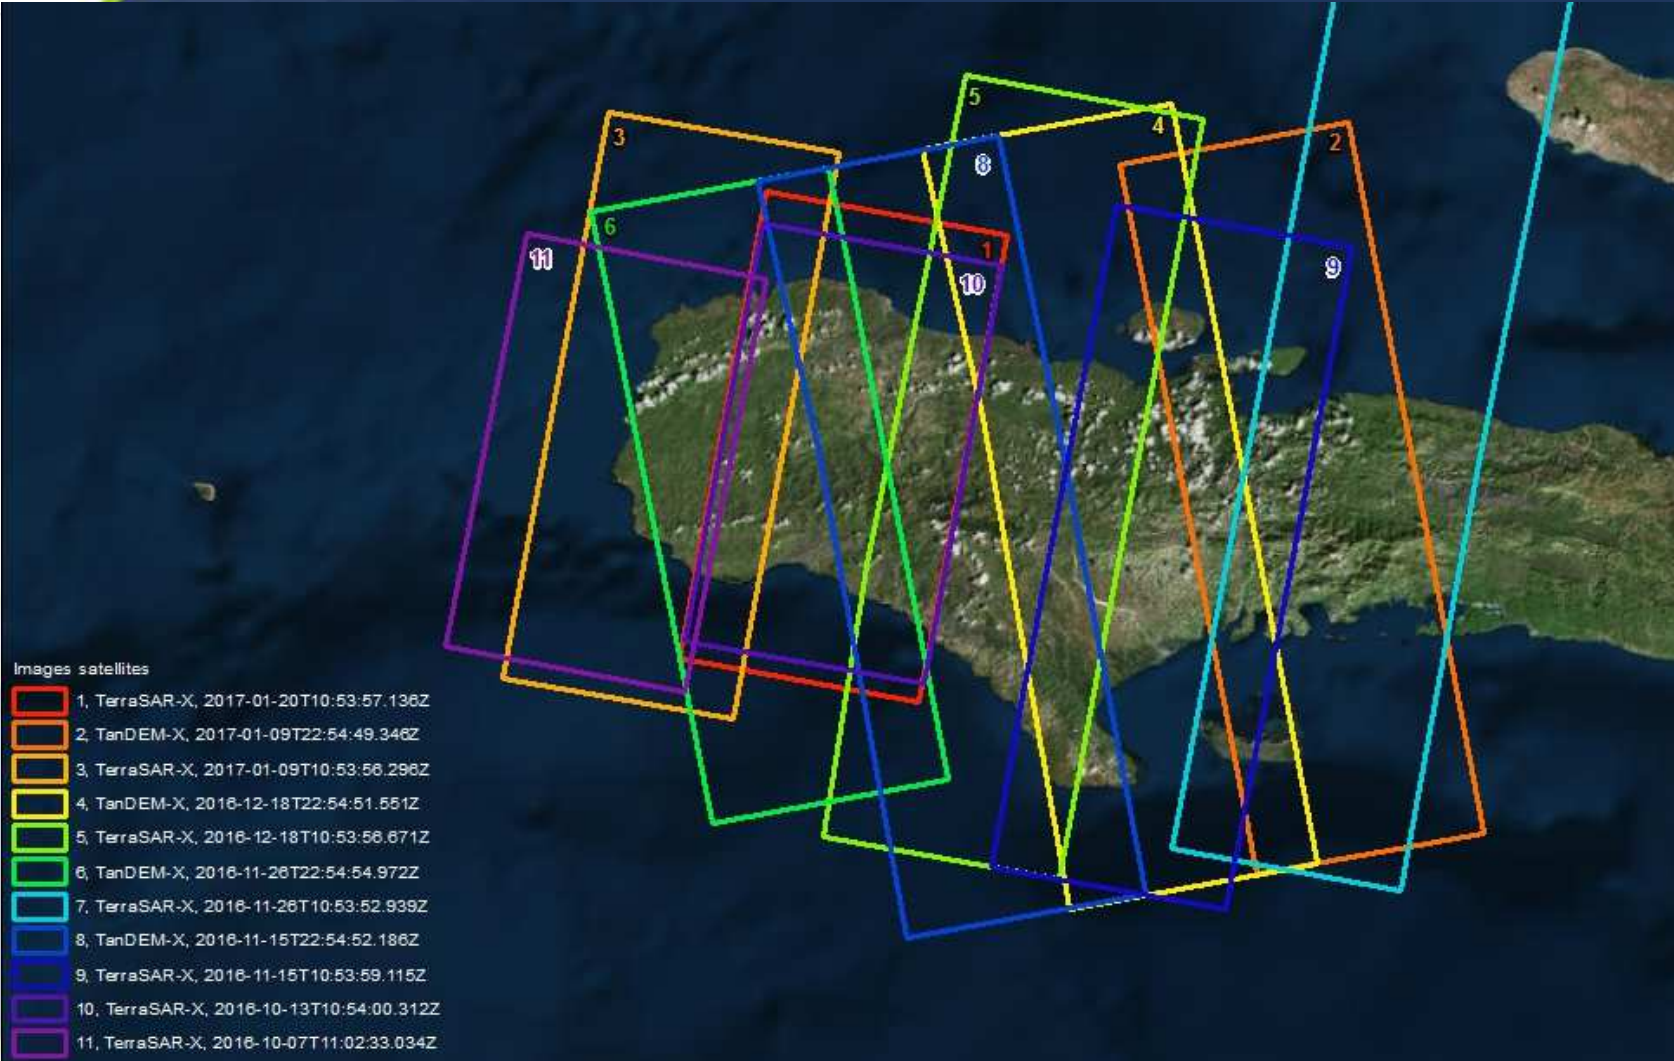 5
4
3
2
8
6
1
11
9
10
Images satellites
1, TerraSAR-X, 2017-01-20T10:53:57.136Z
2, TanDEM-X, 2017-01-09T22:54:49.346Z
3, TerraSAR-X, 2017-01-09T10:53:56.296Z
4, TanDEM-X, 2016-12-18T22:54:51.551Z
5, TerraSAR-X, 2016-12-18T10:53:56.671Z
6, TanDEM-X, 2016-11-26T22:54:54.972Z
7, TerraSAR-X, 2016-11-26T10:53:52.939Z
8, TanDEM-X, 2016-11-15T22:54:52.186Z
9, TerraSAR-X, 2016-11-15T10:53:59.115Z
10, TerraSAR-X, 2016-10-13T10:54:00.312Z
11, TerraSAR-X, 2016-10-07T11:02:33.034Z